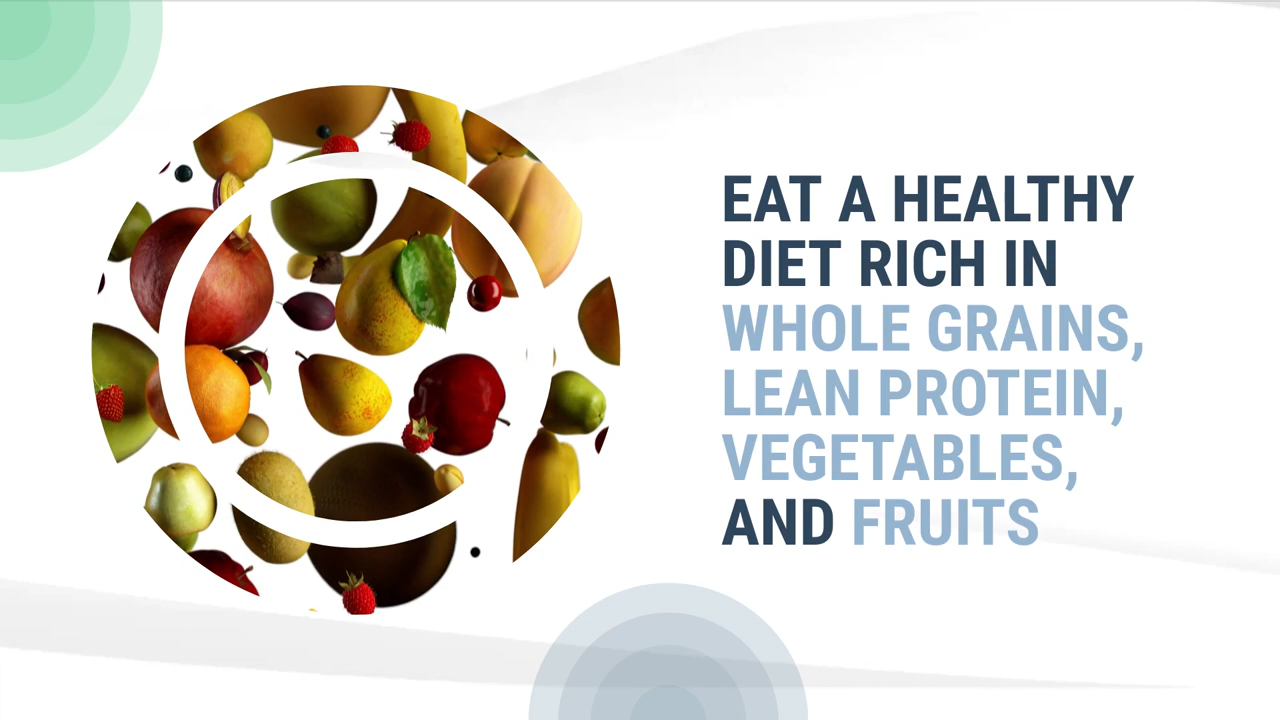 EAT A HEALTHY
DIET RICH IN
WHOLE GRAINS,
LEAN PROTEIN,
VEGETABLES,
AND FRUITS